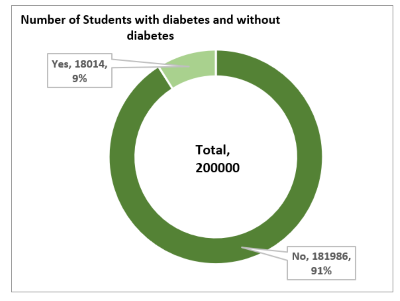 Number of Students with diabetes and without
diabetes
Yes, 18014,
9%
Total,
200000
No, 181986,
91%